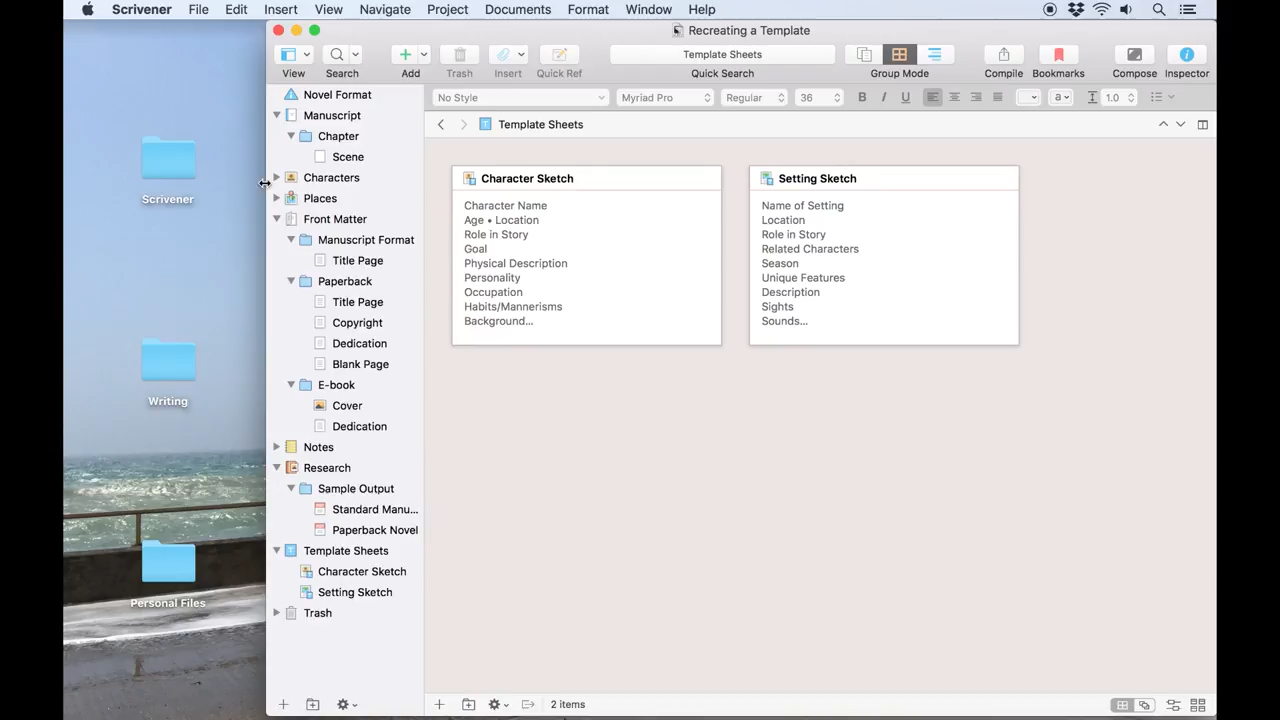 Scrivener File Edit Insert View Navigate Project Documents Format Window Help
Recreating a Template
Template Sheets
View Search Add Trash Insert Quick Ref Quick Search Group Mode Compile Bookmarks Compose Inspector
No Style Myriad Pro Regular 36 B I U a 1.0
Template Sheets
Novel Format
Manuscript
Chapter
Scene
Characters
Places
Front Matter
Manuscript Format
Title Page
Paperback
Title Page
Copyright
Dedication
Blank Page
E-book
Cover
Dedication
Notes
Research
Sample Output
Standard Manu...
Paperback Novel
Template Sheets
Character Sketch
Setting Sketch
Trash
Character Sketch
Character Name
Age • Location
Role in Story
Goal
Physical Description
Personality
Occupation
Habits/Mannerisms
Background...
Setting Sketch
Name of Setting
Location
Role in Story
Related Characters
Season
Unique Features
Description
Sights
Sounds...
2 items
Scrivener
Writing
Personal Files